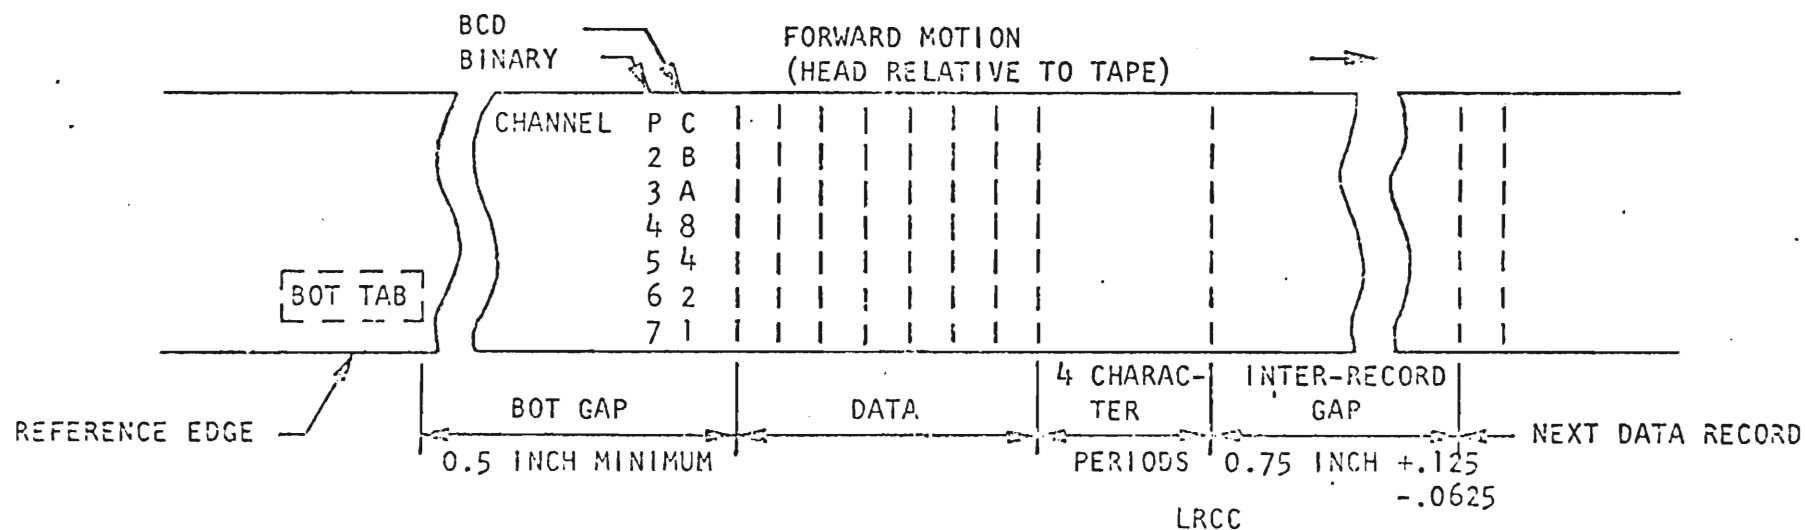 BCD
BINARY
FORWARD MOTION
(HEAD RELATIVE TO TAPE)
CHANNEL P C
2 B
3 A
4 8
5 4
6 2
7 1
BOT TAB
REFERENCE EDGE
BOT GAP
0.5 INCH MINIMUM
DATA
4 CHARAC-
TER
PERIODS
INTER-RECORD
GAP
0.75 INCH +.125
-.0625
NEXT DATA RECORD
LRCC